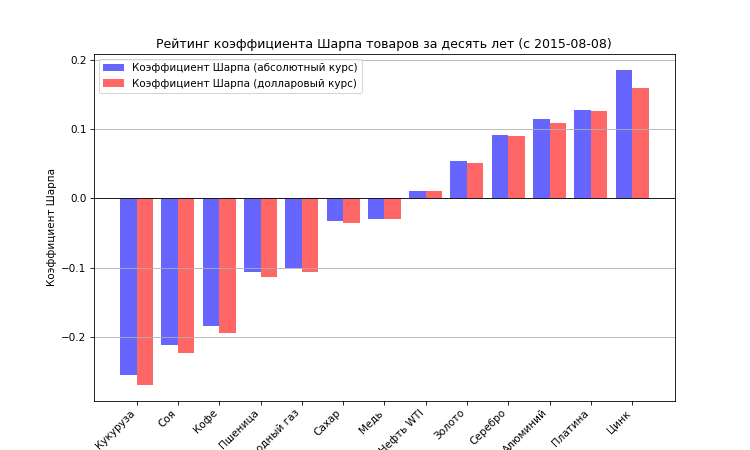 Рейтинг коэффициента Шарпа товаров за десять лет (с 2015-08-08)
Коэффициент Шарпа (абсолютный курс)
Коэффициент Шарпа (долларовый курс)
Коэффициент Шарпа
0.2
0.1
0.0
−0.1
−0.2
Кукуруза
Соя
Кофе
Пшеница
одный газ
Сахар
Медь
Нефть WTI
Золото
Серебро
Алюминий
Платина
Цинк